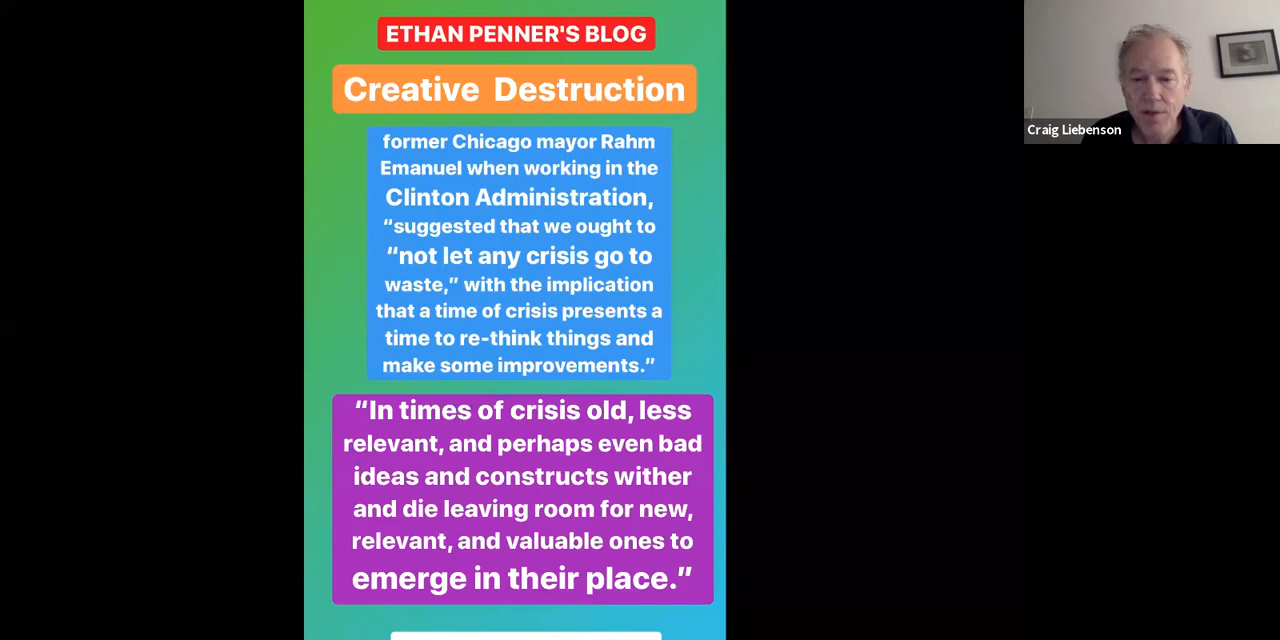 ETHAN PENNER'S BLOG
Creative Destruction
former Chicago mayor Rahm
Emanuel when working in the
Clinton Administration,
“suggested that we ought to
“not let any crisis go to
waste,” with the implication
that a time of crisis presents a
time to re-think things and
make some improvements.”
“In times of crisis old, less
relevant, and perhaps even bad
ideas and constructs wither
and die leaving room for new,
relevant, and valuable ones to
emerge in their place.”
Craig Liebenson